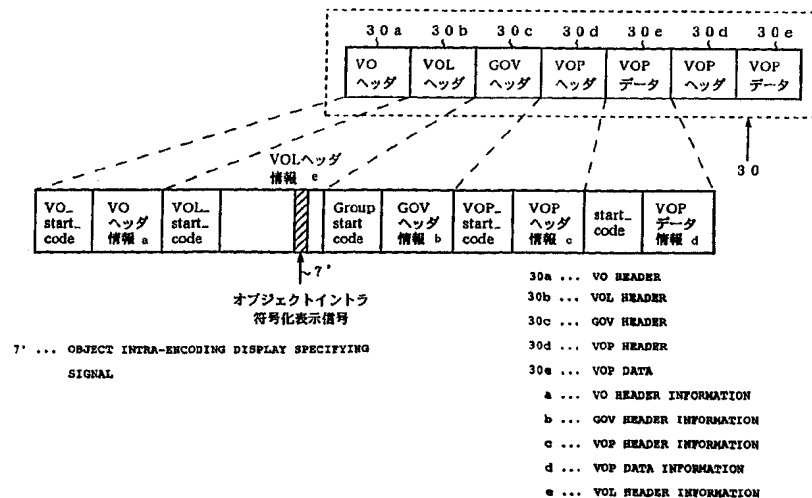 30a 30b 30c 30d 30e 30d 30e
VO VOL GOV VOP VOP VOP VOP
ヘッダ ヘッダ ヘッダ ヘッダ データ ヘッダ データ
30
VOLヘッダ
情報 e
VO_ VO VOL_ Group GOV VOP_ VOP start_ VOP
start_ ヘッダ start_ start ヘッダ start_ ヘッダ code データ
code 情報 a code code 情報 b code 情報 c 情報 d
~7'
オブジェクトイントラ
符号化表示信号
7' ... OBJECT INTRA-ENCODING DISPLAY SPECIFYING
SIGNAL
30a ... VO HEADER
30b ... VOL HEADER
30c ... GOV HEADER
30d ... VOP HEADER
30e ... VOP DATA
a ... VO HEADER INFORMATION
b ... GOV HEADER INFORMATION
c ... VOP HEADER INFORMATION
d ... VOP DATA INFORMATION
e ... VOL HEADER INFORMATION